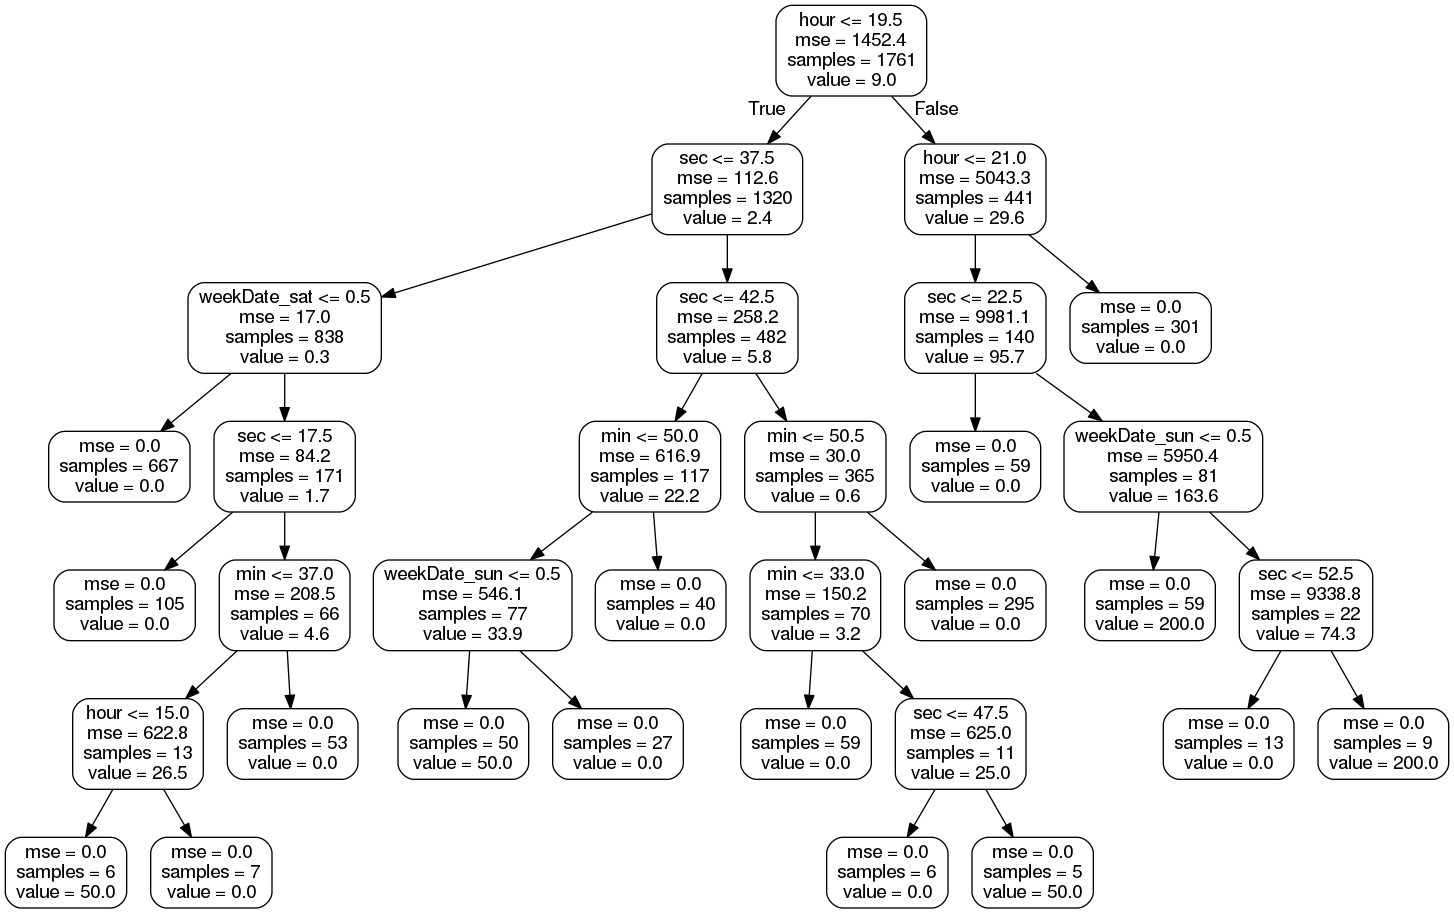 hour <= 19.5
mse = 1452.4
samples = 1761
value = 9.0
True
False
sec <= 37.5
mse = 112.6
samples = 1320
value = 2.4
hour <= 21.0
mse = 5043.3
samples = 441
value = 29.6
weekDate_sat <= 0.5
mse = 17.0
samples = 838
value = 0.3
sec <= 42.5
mse = 258.2
samples = 482
value = 5.8
sec <= 22.5
mse = 9981.1
samples = 140
value = 95.7
mse = 0.0
samples = 301
value = 0.0
mse = 0.0
samples = 667
value = 0.0
sec <= 17.5
mse = 84.2
samples = 171
value = 1.7
min <= 50.0
mse = 616.9
samples = 117
value = 22.2
min <= 50.5
mse = 30.0
samples = 365
value = 0.6
mse = 0.0
samples = 59
value = 0.0
weekDate_sun <= 0.5
mse = 5950.4
samples = 81
value = 163.6
mse = 0.0
samples = 105
value = 0.0
min <= 37.0
mse = 208.5
samples = 66
value = 4.6
weekDate_sun <= 0.5
mse = 546.1
samples = 77
value = 33.9
mse = 0.0
samples = 40
value = 0.0
min <= 33.0
mse = 150.2
samples = 70
value = 3.2
mse = 0.0
samples = 295
value = 0.0
mse = 0.0
samples = 59
value = 200.0
sec <= 52.5
mse = 9338.8
samples = 22
value = 74.3
hour <= 15.0
mse = 622.8
samples = 13
value = 26.5
mse = 0.0
samples = 53
value = 0.0
mse = 0.0
samples = 50
value = 50.0
mse = 0.0
samples = 27
value = 0.0
mse = 0.0
samples = 59
value = 0.0
sec <= 47.5
mse = 625.0
samples = 11
value = 25.0
mse = 0.0
samples = 13
value = 0.0
mse = 0.0
samples = 9
value = 200.0
mse = 0.0
samples = 6
value = 50.0
mse = 0.0
samples = 7
value = 0.0
mse = 0.0
samples = 6
value = 0.0
mse = 0.0
samples = 5
value = 50.0